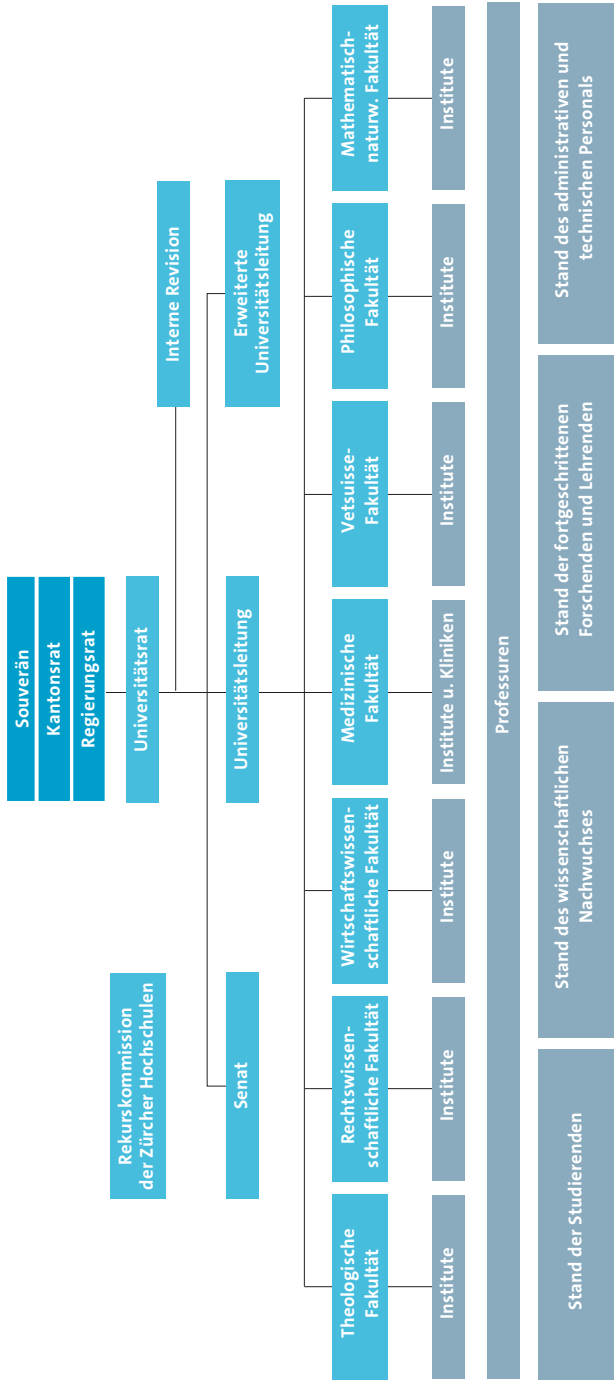 Souverän
Kantonsrat
Regierungsrat
Universitätsrat
Interne Revision
Rekurskommission
der Zürcher Hochschulen
Senat
Universitätsleitung
Erweiterte
Universitätsleitung
Theologische
Fakultät
Rechtswissen-
schaftliche Fakultät
Wirtschaftswissen-
schaftliche Fakultät
Medizinische
Fakultät
Vetsuisse-
Fakultät
Philosophische
Fakultät
Mathematisch-
naturw. Fakultät
Institute
Institute
Institute
Institute u. Kliniken
Institute
Institute
Institute
Professuren
Stand der Studierenden
Stand des wissenschaftlichen
Nachwuchses
Stand der fortgeschrittenen
Forschenden und Lehrenden
Stand des administrativen und
technischen Personals